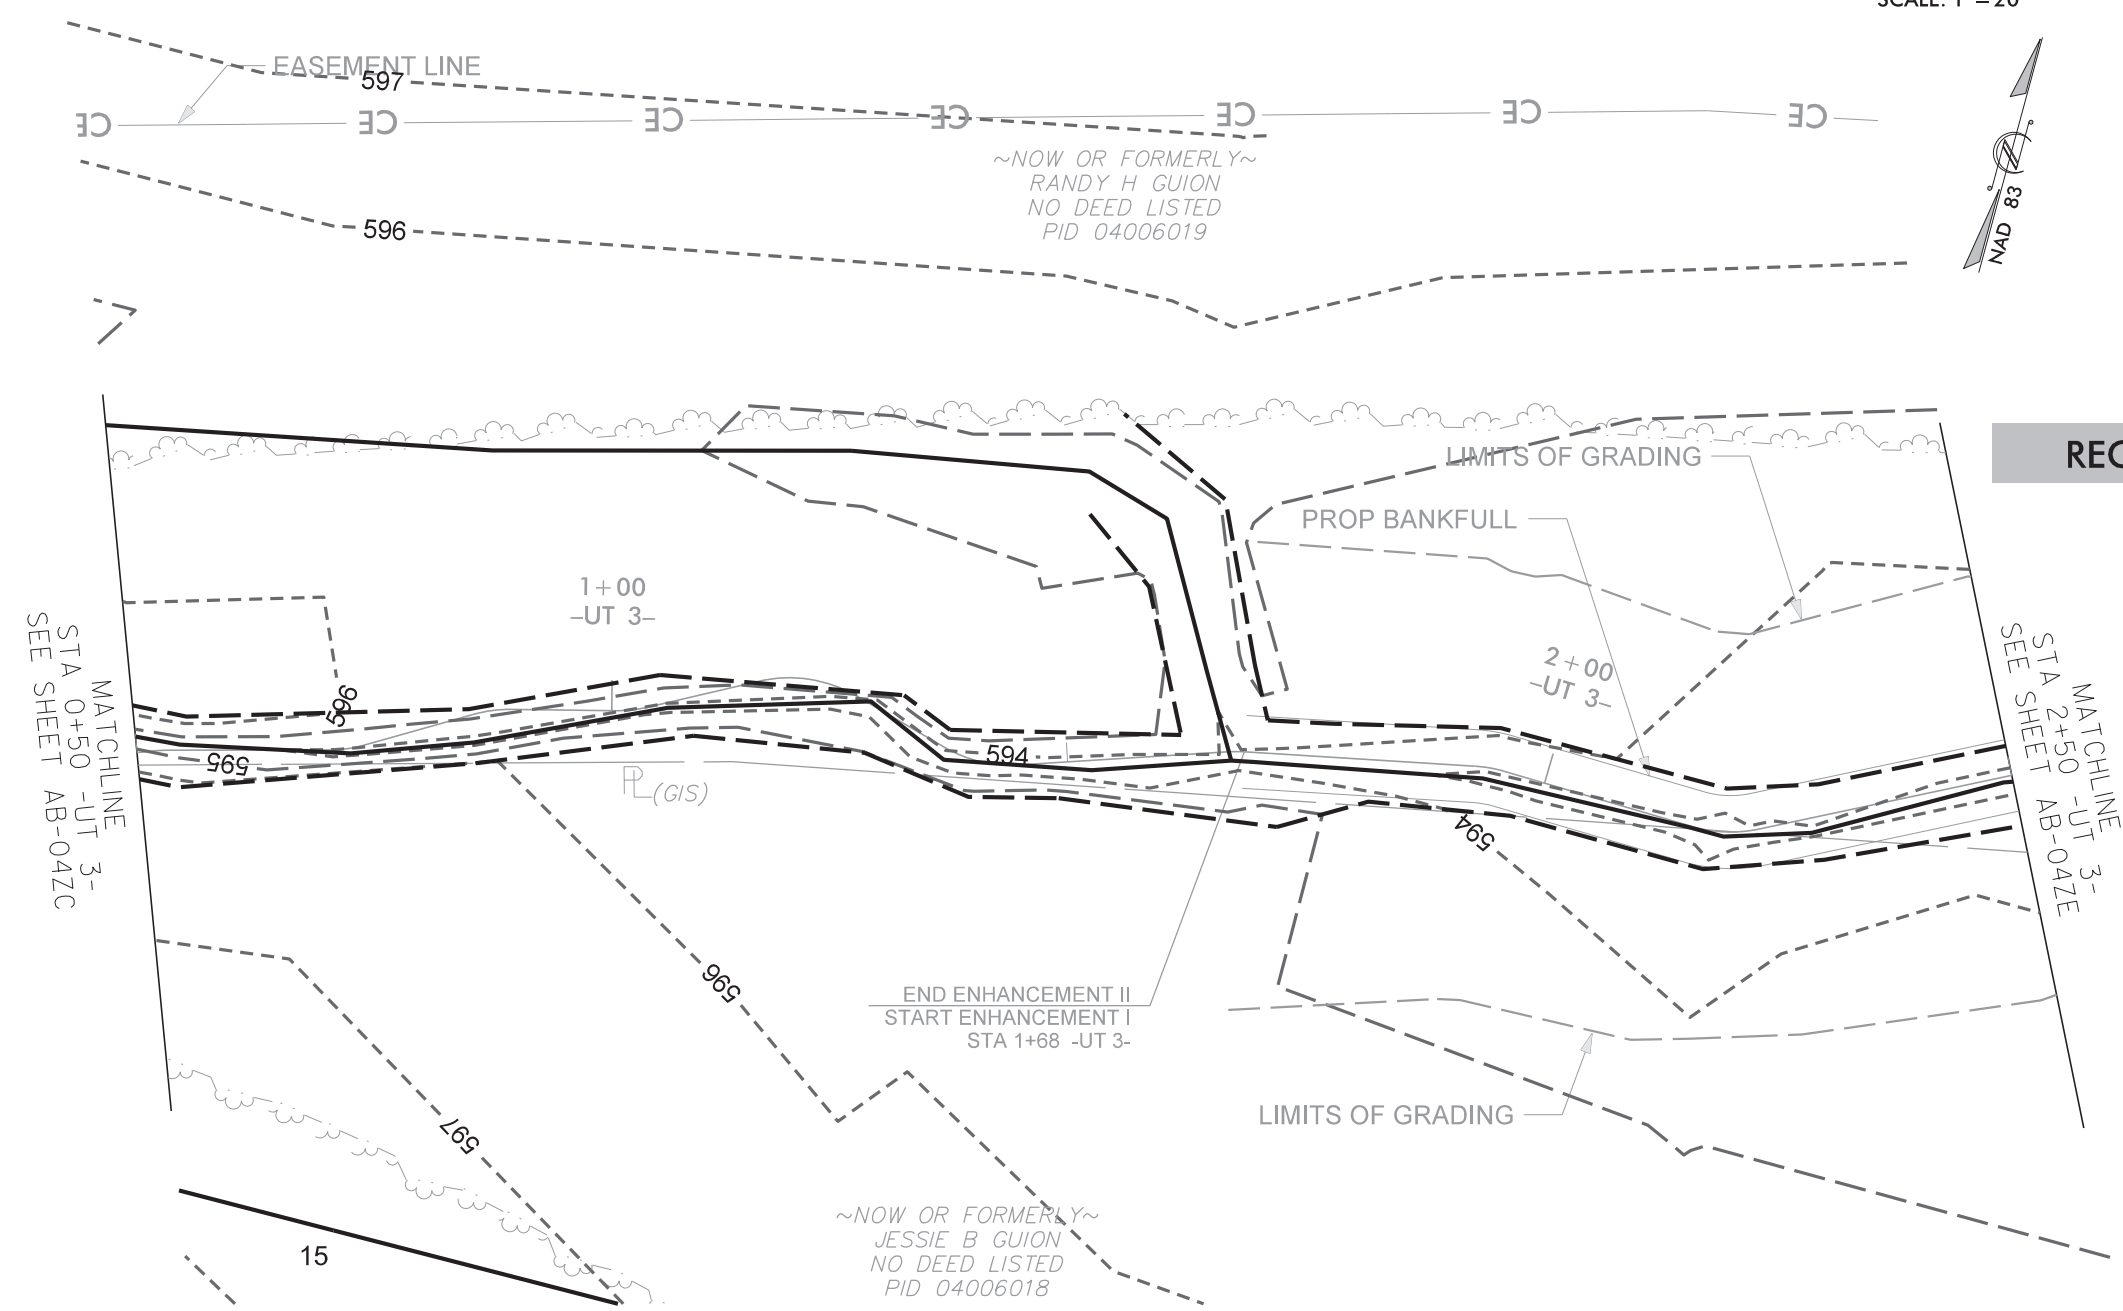 EASEMENT LINE
597
CE
CE
CE
CE
CE
CE
CE
~NOW OR FORMERLY~
RANDY H GUION
NO DEED LISTED
PID 04006019
596
NAD 83
LIMITS OF GRADING
PROP BANKFULL
1+00
-UT 3-
2+00
-UT 3-
MATCHLINE
STA 0+50 -UT 3-
SEE SHEET AB-04ZC
MATCHLINE
STA 2+50 -UT 3-
SEE SHEET AB-04ZE
596
595
594
PL (GIS)
594
596
END ENHANCEMENT II
START ENHANCEMENT I
STA 1+68 -UT 3-
LIMITS OF GRADING
597
15
~NOW OR FORMERLY~
JESSIE B GUION
NO DEED LISTED
PID 04006018